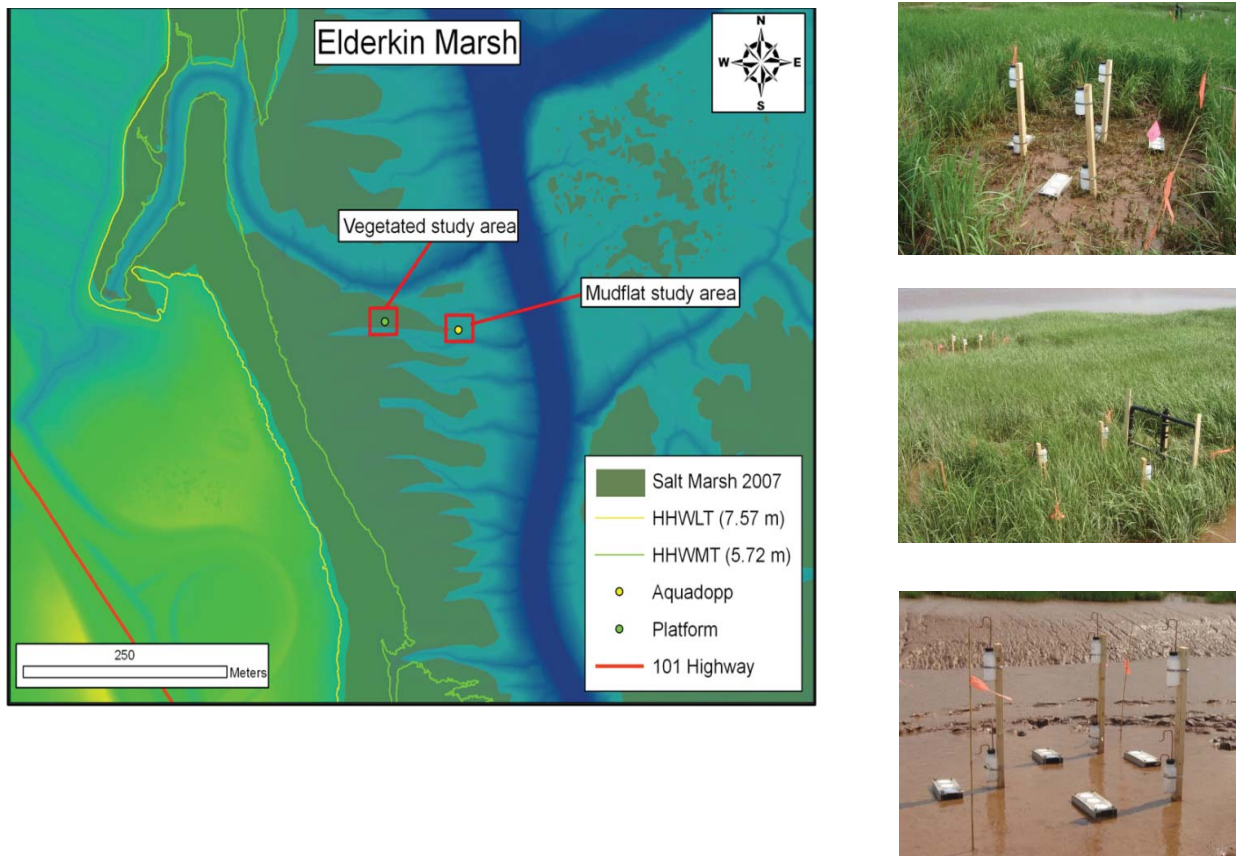 Elderkin Marsh
N
W E
S
Vegetated study area
Mudflat study area
Salt Marsh 2007
HHWLT (7.57 m)
HHWMT (5.72 m)
Aquadopp
Platform
101 Highway
250
Meters